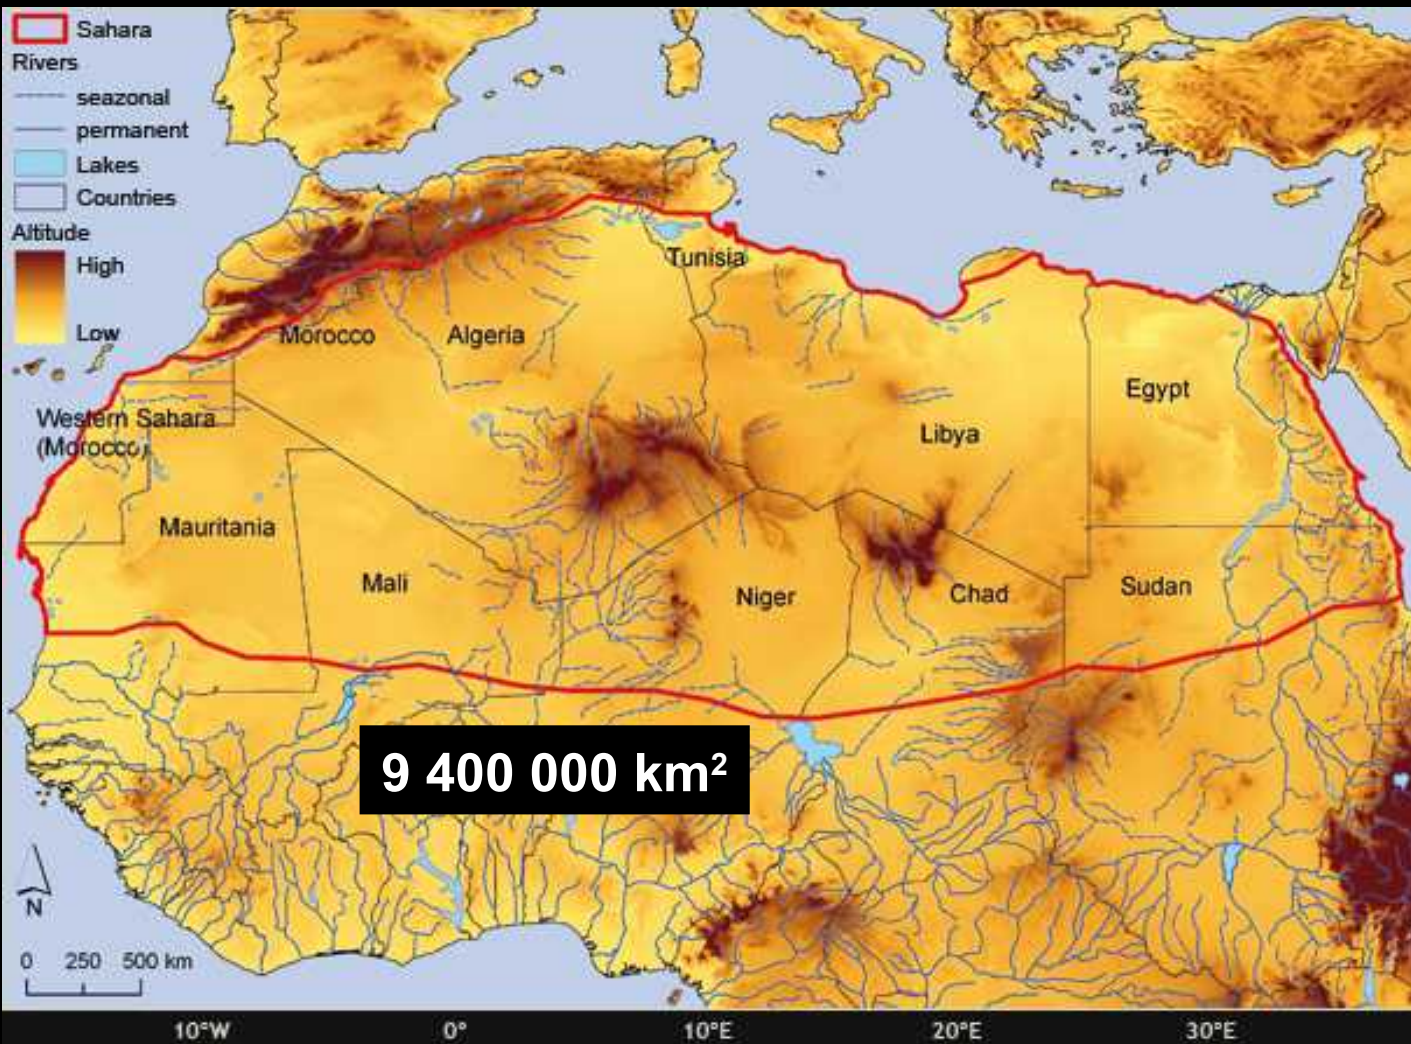 Sahara
Rivers
seazonal
permanent
Lakes
Countries
Altitude
High
Low
Tunisia
Morocco
Algeria
Egypt
Western Sahara
(Morocco)
Libya
Mauritania
Mali
Niger
Chad
Sudan
9 400 000 km²
N
0 250 500 km
10°W 0° 10°E 20°E 30°E